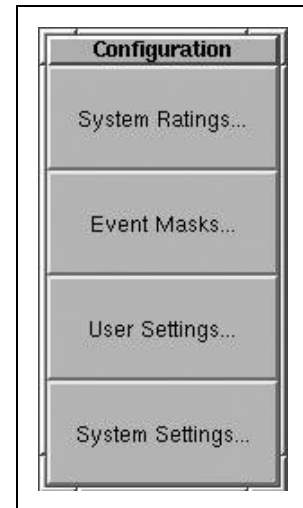 Configuration
System Ratings...
Event Masks...
User Settings...
System Settings...